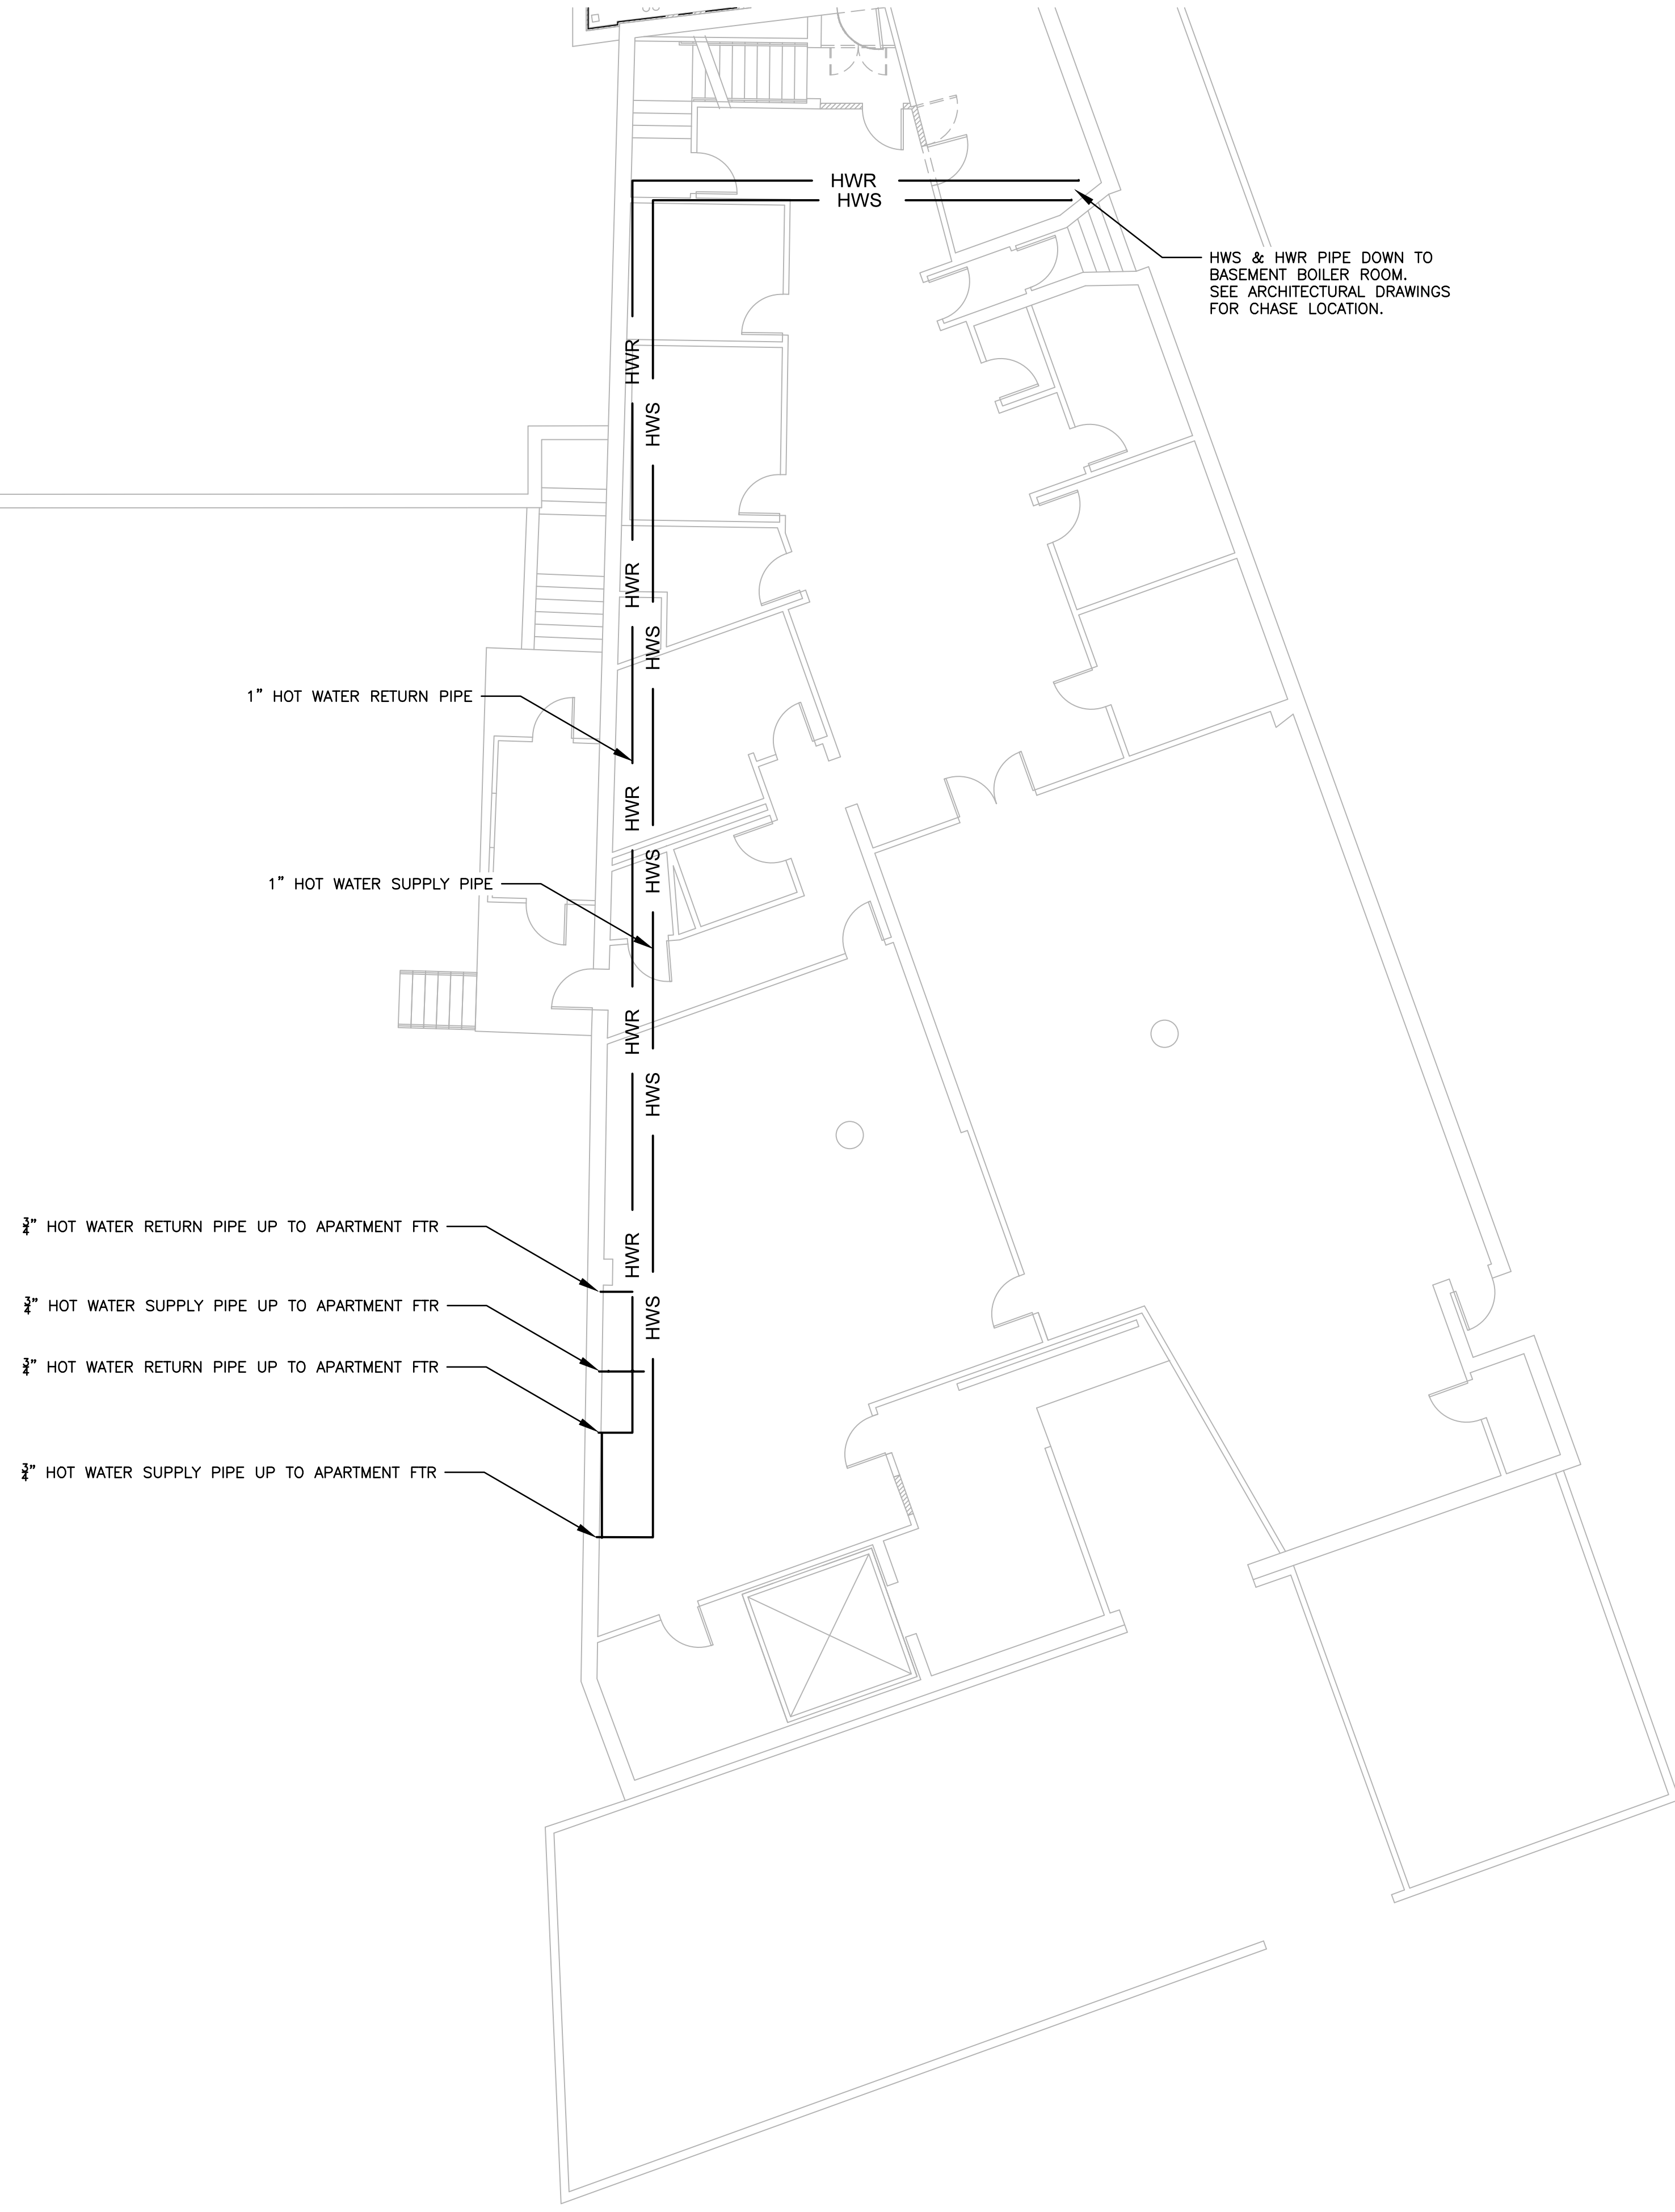 HWR
HWS
HWS & HWR PIPE DOWN TO
BASEMENT BOILER ROOM.
SEE ARCHITECTURAL DRAWINGS
FOR CHASE LOCATION.
HWR
HWS
HWR
HWS
1" HOT WATER RETURN PIPE
HWR
HWS
1" HOT WATER SUPPLY PIPE
HWR
HWS
¾" HOT WATER RETURN PIPE UP TO APARTMENT FTR
HWR
¾" HOT WATER SUPPLY PIPE UP TO APARTMENT FTR
HWS
¾" HOT WATER RETURN PIPE UP TO APARTMENT FTR
¾" HOT WATER SUPPLY PIPE UP TO APARTMENT FTR